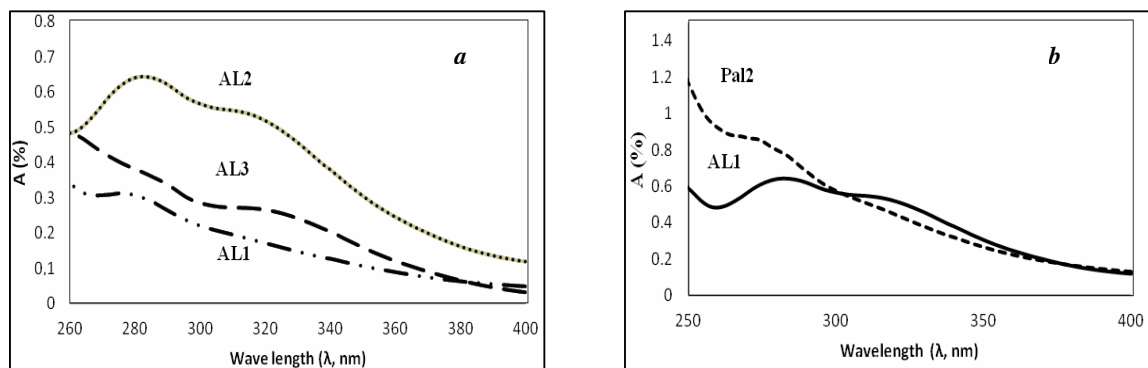 a
A (%)
0.8
0.7
0.6
0.5
0.4
0.3
0.2
0.1
0
AL2
AL3
AL1
260 280 300 320 340 360 380 400
Wave length (λ, nm)
b
A (%)
1.4
1.2
1
0.8
0.6
0.4
0.2
0
Pal2
AL1
250 300 350 400
Wavelength (λ, nm)